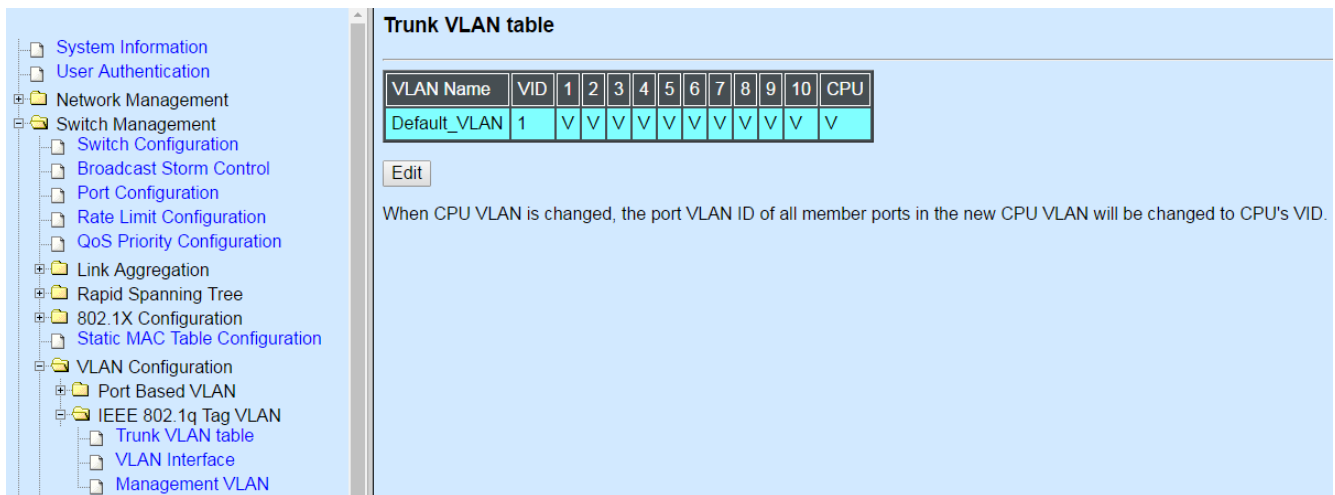 System Information
User Authentication
Network Management
Switch Management
Switch Configuration
Broadcast Storm Control
Port Configuration
Rate Limit Configuration
QoS Priority Configuration
Link Aggregation
Rapid Spanning Tree
802.1X Configuration
Static MAC Table Configuration
VLAN Configuration
Port Based VLAN
IEEE 802.1q Tag VLAN
Trunk VLAN table
VLAN Interface
Management VLAN
Trunk VLAN table
VLAN Name VID 1 2 3 4 5 6 7 8 9 10 CPU
Default_VLAN 1 V V V V V V V V V V V
Edit
When CPU VLAN is changed, the port VLAN ID of all member ports in the new CPU VLAN will be changed to CPU's VID.